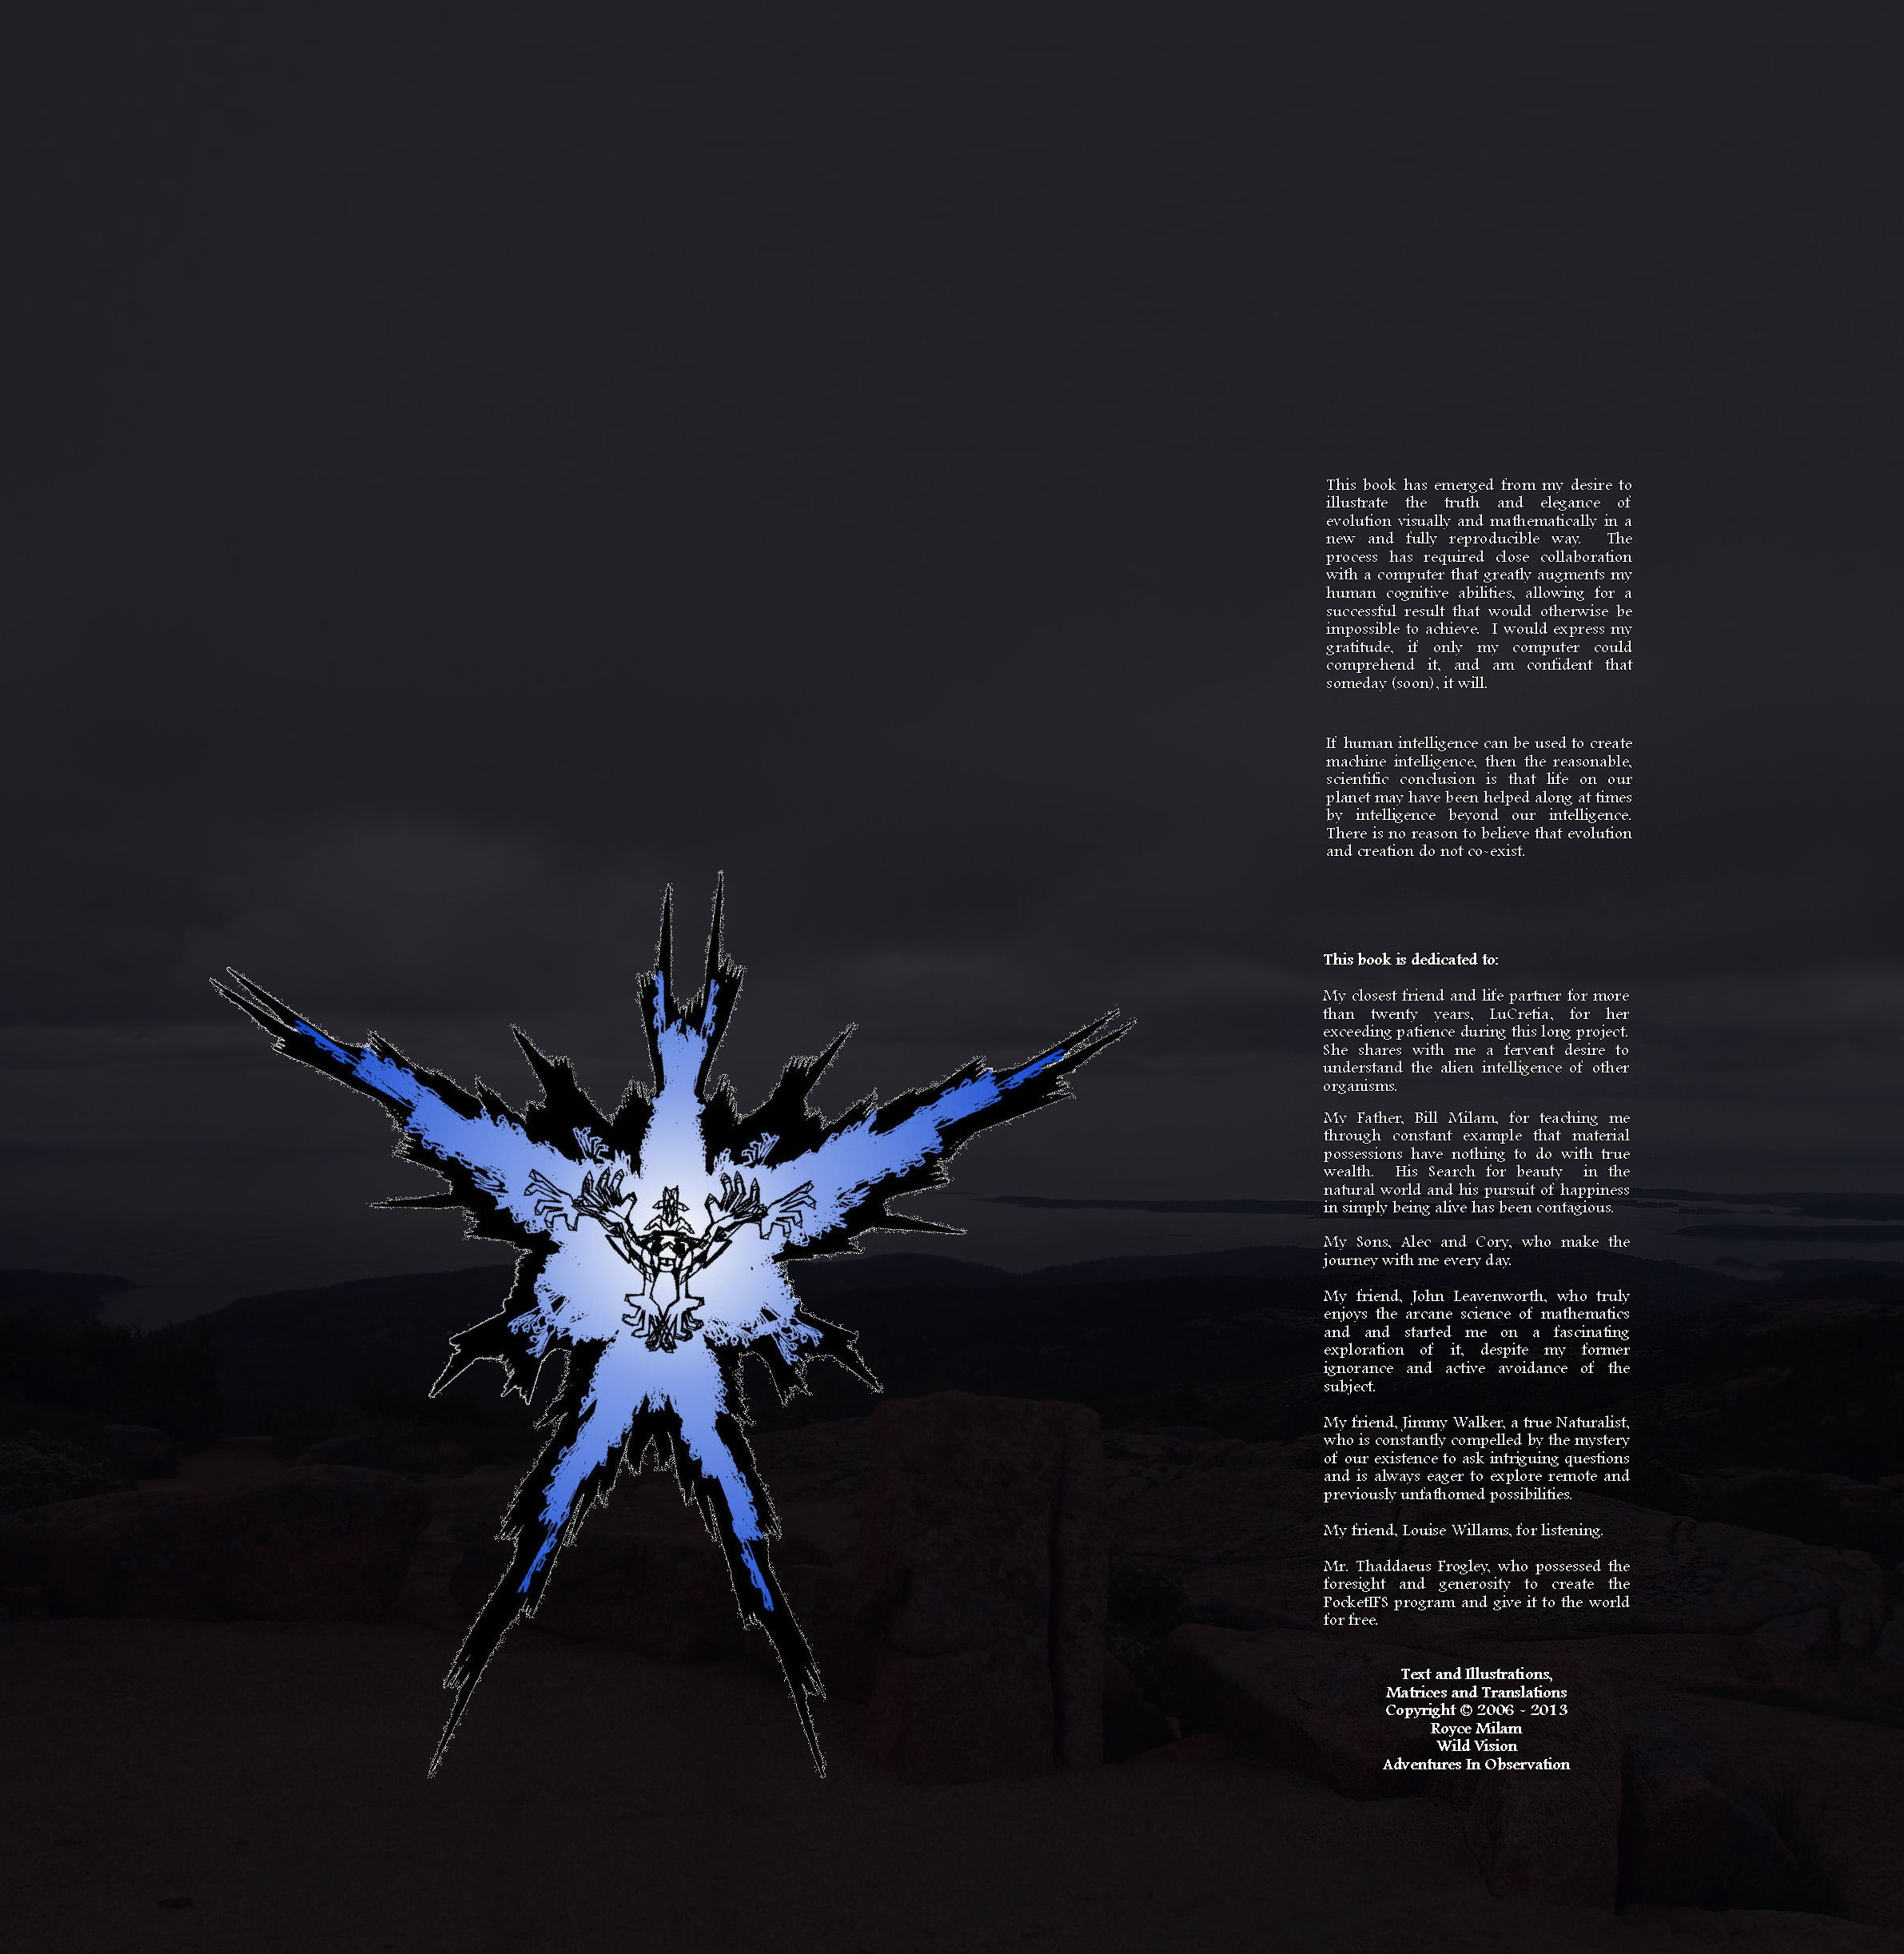 This book has emerged from my desire to
illustrate the truth and elegance of
evolution visually and mathematically in a
new and fully reproducible way. The
process has required close collaboration
with a computer that greatly augments my
human cognitive abilities, allowing for a
successful result that would otherwise be
impossible to achieve. I would express my
gratitude, if only my computer could
comprehend it, and am confident that
someday (soon), it will.
If human intelligence can be used to create
machine intelligence, then the reasonable,
scientific conclusion is that life on our
planet may have been helped along at times
by intelligence beyond our intelligence.
There is no reason to believe that evolution
and creation do not co-exist.
This book is dedicated to:
My closest friend and life partner for more
than twenty years, LuCretia, for her
exceeding patience during this long project.
She shares with me a fervent desire to
understand the alien intelligence of other
organisms.
My Father, Bill Milam, for teaching me
through constant example that material
possessions have nothing to do with true
wealth. His Search for beauty in the
natural world and his pursuit of happiness
in simply being alive has been contagious.
My Sons, Alec and Cory, who make the
journey with me every day.
My friend, John Leavenworth, who truly
enjoys the arcane science of mathematics
and and started me on a fascinating
exploration of it, despite my former
ignorance and active avoidance of the
subject.
My friend, Jimmy Walker, a true Naturalist,
who is constantly compelled by the mystery
of our existence to ask intriguing questions
and is always eager to explore remote and
previously unfathomed possibilities.
My friend, Louise Willams, for listening.
Mr. Thaddaeus Frogley, who possessed the
foresight and generosity to create the
PocketIFS program and give it to the world
for free.
Text and Illustrations,
Matrices and Translations
Copyright © 2006 - 2013
Royce Milam
Wild Vision
Adventures In Observation